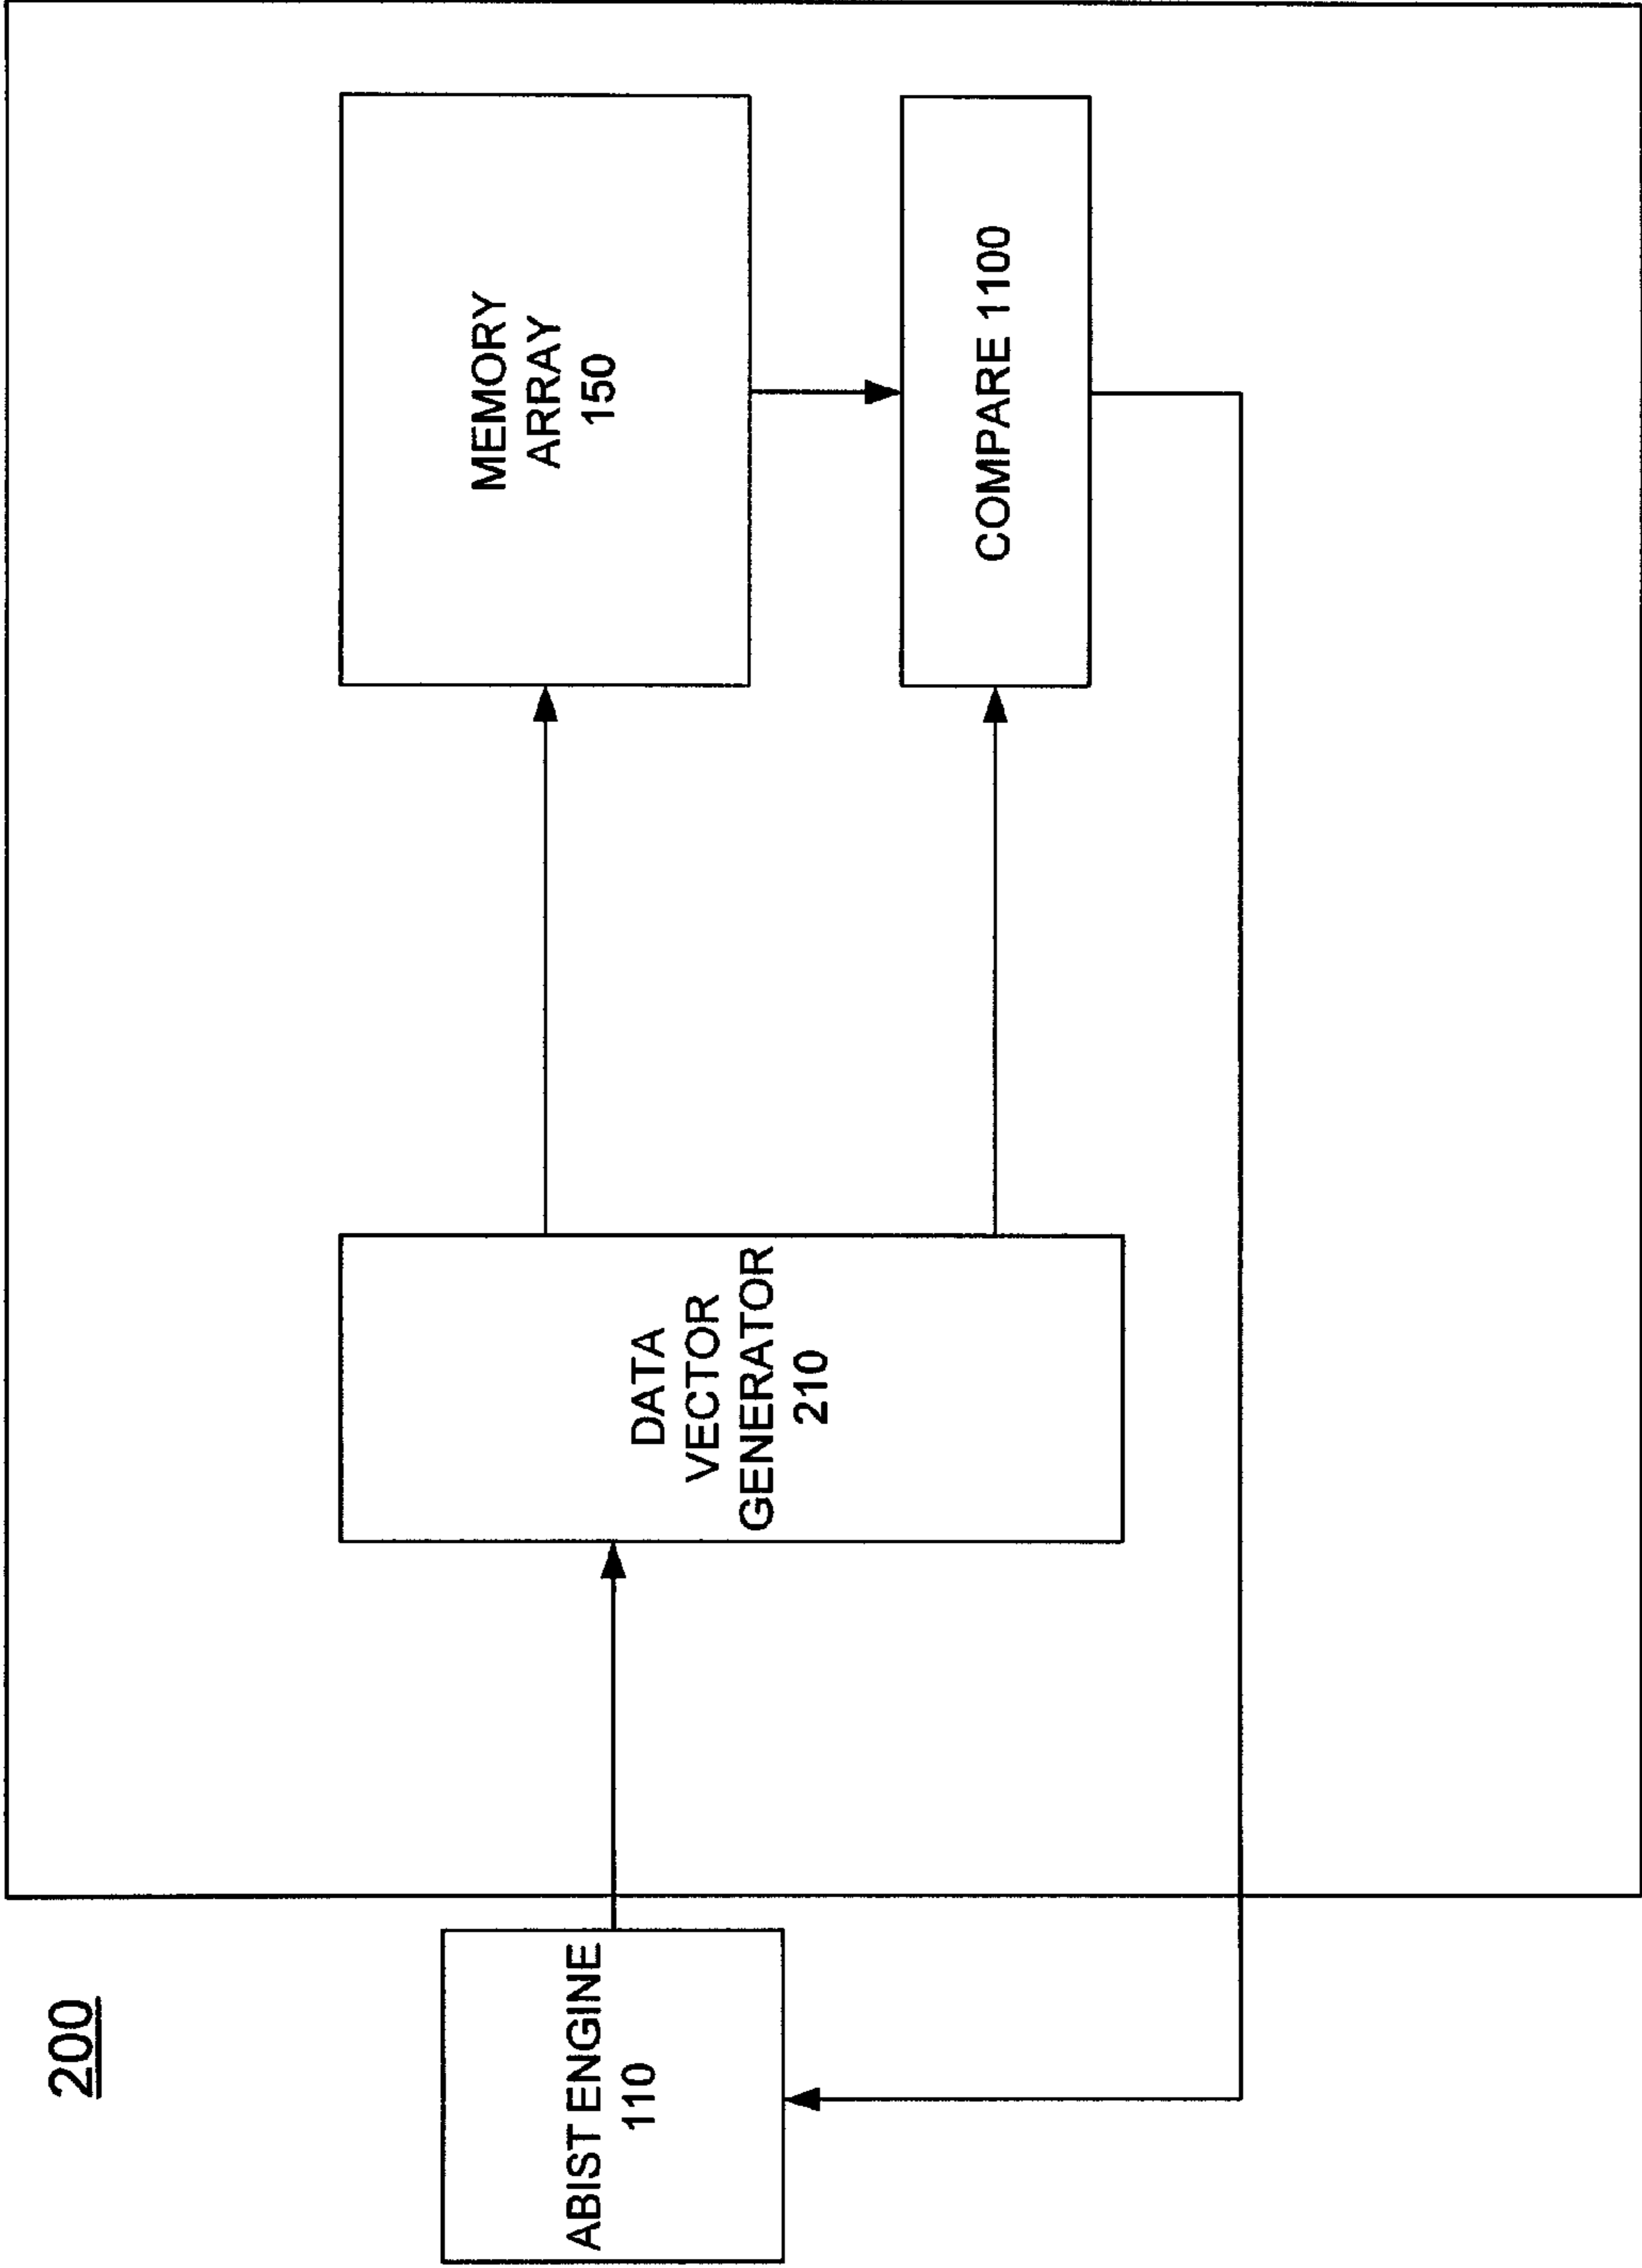 200
ABIST ENGINE
110
DATA
VECTOR
GENERATOR
210
MEMORY
ARRAY
150
COMPARE 1100